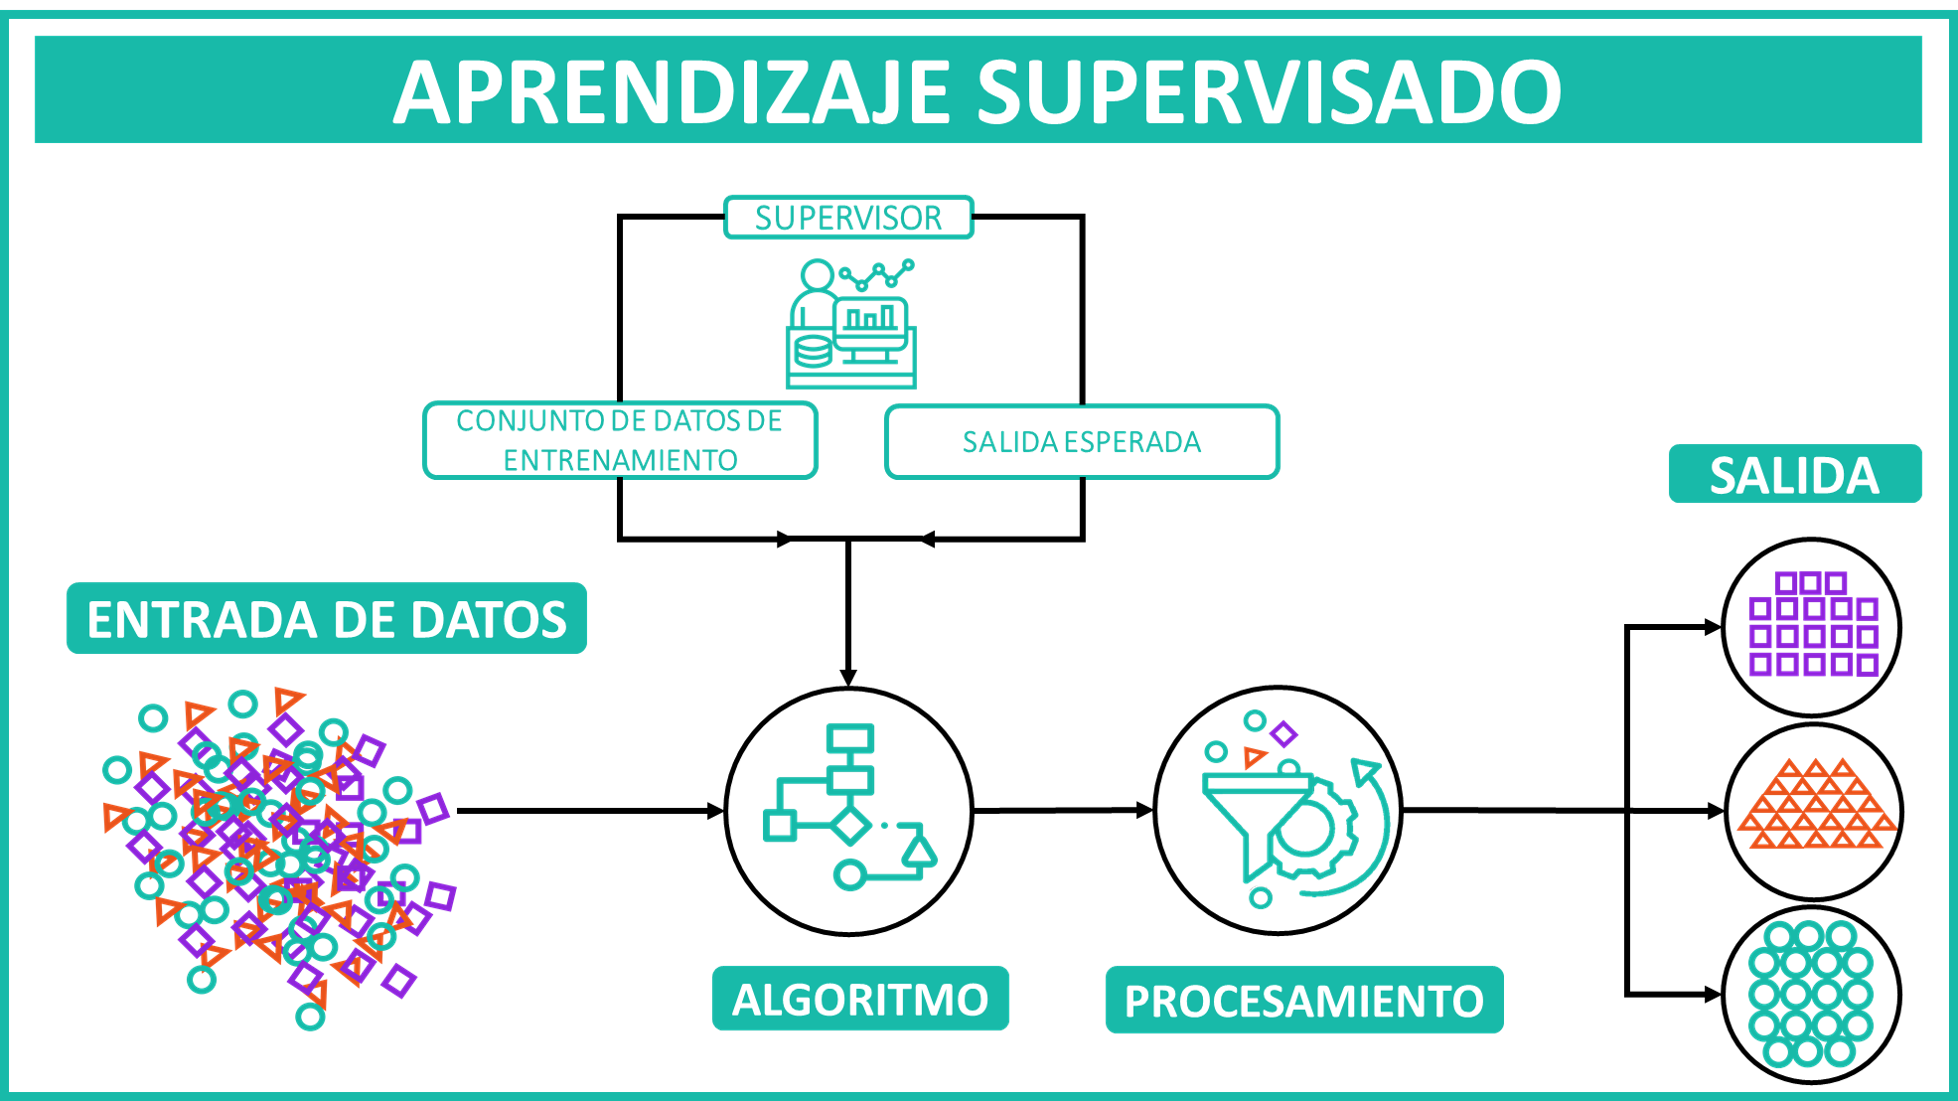 APRENDIZAJE SUPERVISADO
SUPERVISOR
CONJUNTO DE DATOS DE
ENTRENAMIENTO
SALIDA ESPERADA
SALIDA
ENTRADA DE DATOS
ALGORITMO
PROCESAMIENTO